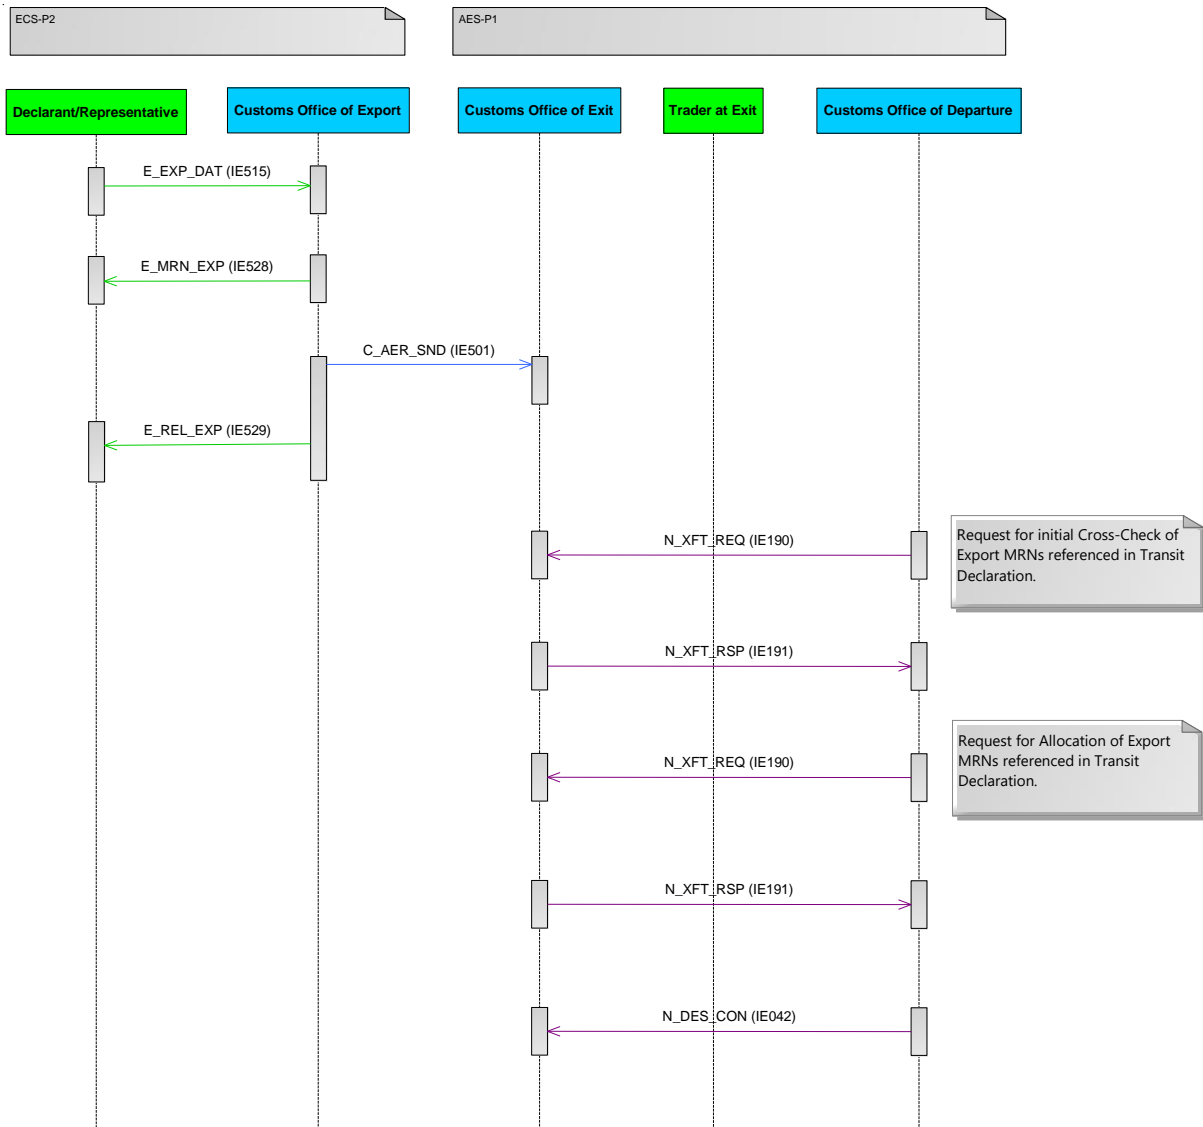 ECS-P2
AES-P1
Declarant/Representative
Customs Office of Export
Customs Office of Exit
Trader at Exit
Customs Office of Departure
E_EXP_DAT (IE515)
E_MRN_EXP (IE528)
C_AER_SND (IE501)
E_REL_EXP (IE529)
N_XFT_REQ (IE190)
Request for initial Cross-Check of
Export MRNs referenced in Transit
Declaration.
N_XFT_RSP (IE191)
N_XFT_REQ (IE190)
Request for Allocation of Export
MRNs referenced in Transit
Declaration.
N_XFT_RSP (IE191)
N_DES_CON (IE042)